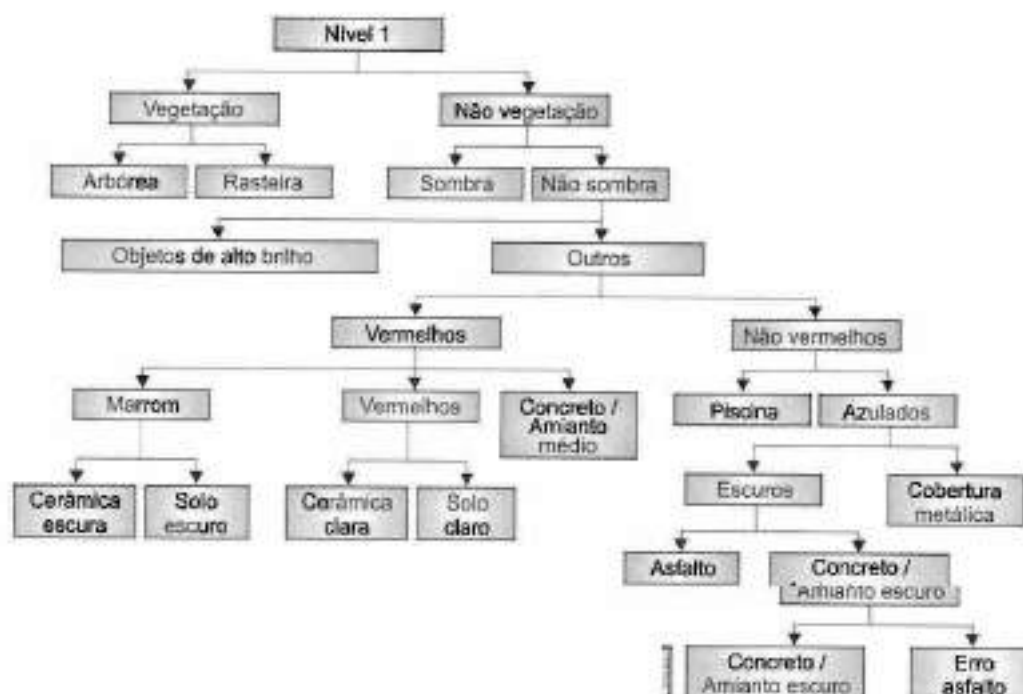 Nível 1
Vegetação
Não vegetação
Arbórea
Rasteira
Sombra
Não sombra
Objetos de alto brilho
Outros
Vermelhos
Não vermelhos
Marrom
Vermelhos
Concreto /
Amianto
médio
Piscina
Azulados
Cerâmica
escura
Solo
escuro
Cerâmica
clara
Solo
claro
Escuros
Cobertura
metálica
Asfalto
Concreto /
Amianto escuro
Concreto /
Amianto escuro
Erro
asfalto